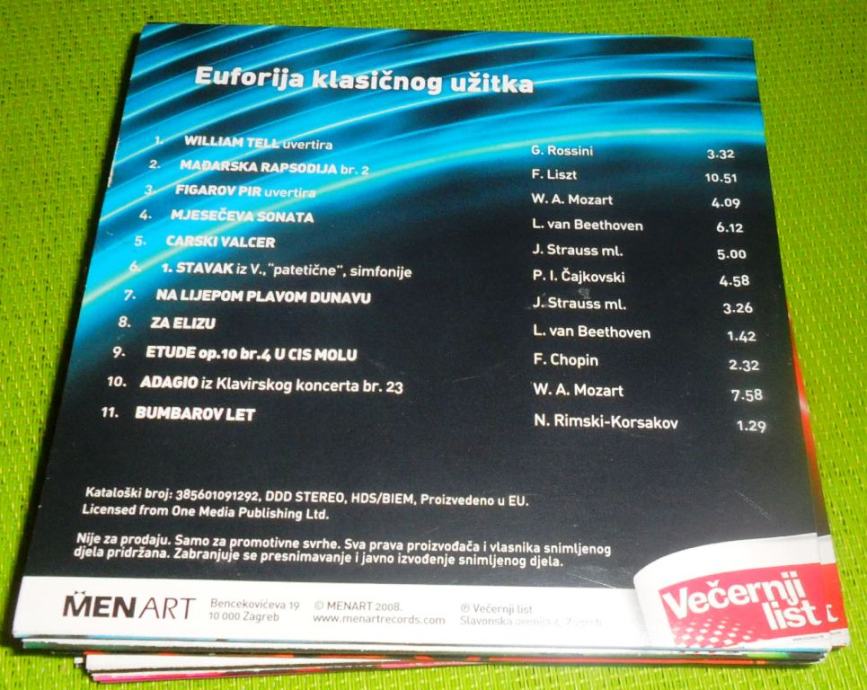 Euforija klasičnog užitka
1. WILLIAM TELL uvertira G. Rossini 3.32
2. MAĐARSKA RAPSODIJA br. 2 F. Liszt 10.51
3. FIGAROV PIR uvertira W. A. Mozart 4.09
4. MJESEČEVA SONATA L. van Beethoven 6.12
5. CARSKI VALCER J. Strauss ml. 5.00
6. 1. STAVAK iz V., "patetične", simfonije P. I. Čajkovski 4.58
7. NA LIJEPOM PLAVOM DUNAVU J. Strauss ml. 3.26
8. ZA ELIZU L. van Beethoven 1.42
9. ETUDE op.10 br.4 U CIS MOLU F. Chopin 2.32
10. ADAGIO iz Klavirskog koncerta br. 23 W. A. Mozart 7.58
11. BUMBAROV LET N. Rimski-Korsakov 1.29
Kataloški broj: 385601091292, DDD STEREO, HDS/BIEM, Proizvedeno u EU.
Licensed from One Media Publishing Ltd.
Nije za prodaju. Samo za promotivne svrhe. Sva prava proizvođača i vlasnika snimljenog
djela pridržana. Zabranjuje se presnimavanje i javno izvođenje snimljenog djela.
MENART
Bencekovićeva 19
10 000 Zagreb
© MENART 2008.
www.menartrecords.com
℗ Večernji list
Slavonska avenija 4, Zagreb
Večernji
list